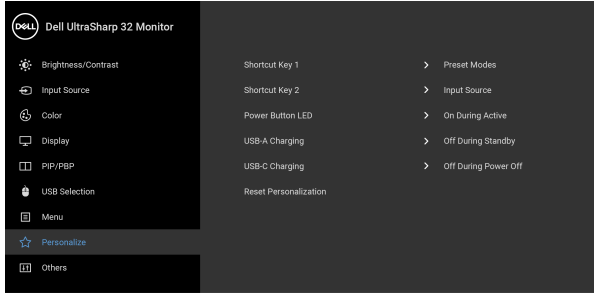 DELL Dell UltraSharp 32 Monitor
Brightness/Contrast
Input Source
Color
Display
PIP/PBP
USB Selection
Menu
Personalize
Others
Shortcut Key 1 > Preset Modes
Shortcut Key 2 > Input Source
Power Button LED > On During Active
USB-A Charging > Off During Standby
USB-C Charging > Off During Power Off
Reset Personalization